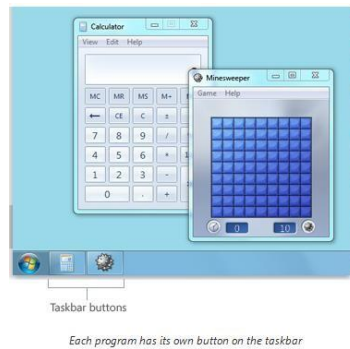 Calculator
View Edit Help
MC MR MS M+
← CE C ±
7 8 9 /
4 5 6 *
1 2 3 -
0 . +
Minesweeper
Game Help
0 10
Taskbar buttons
Each program has its own button on the taskbar